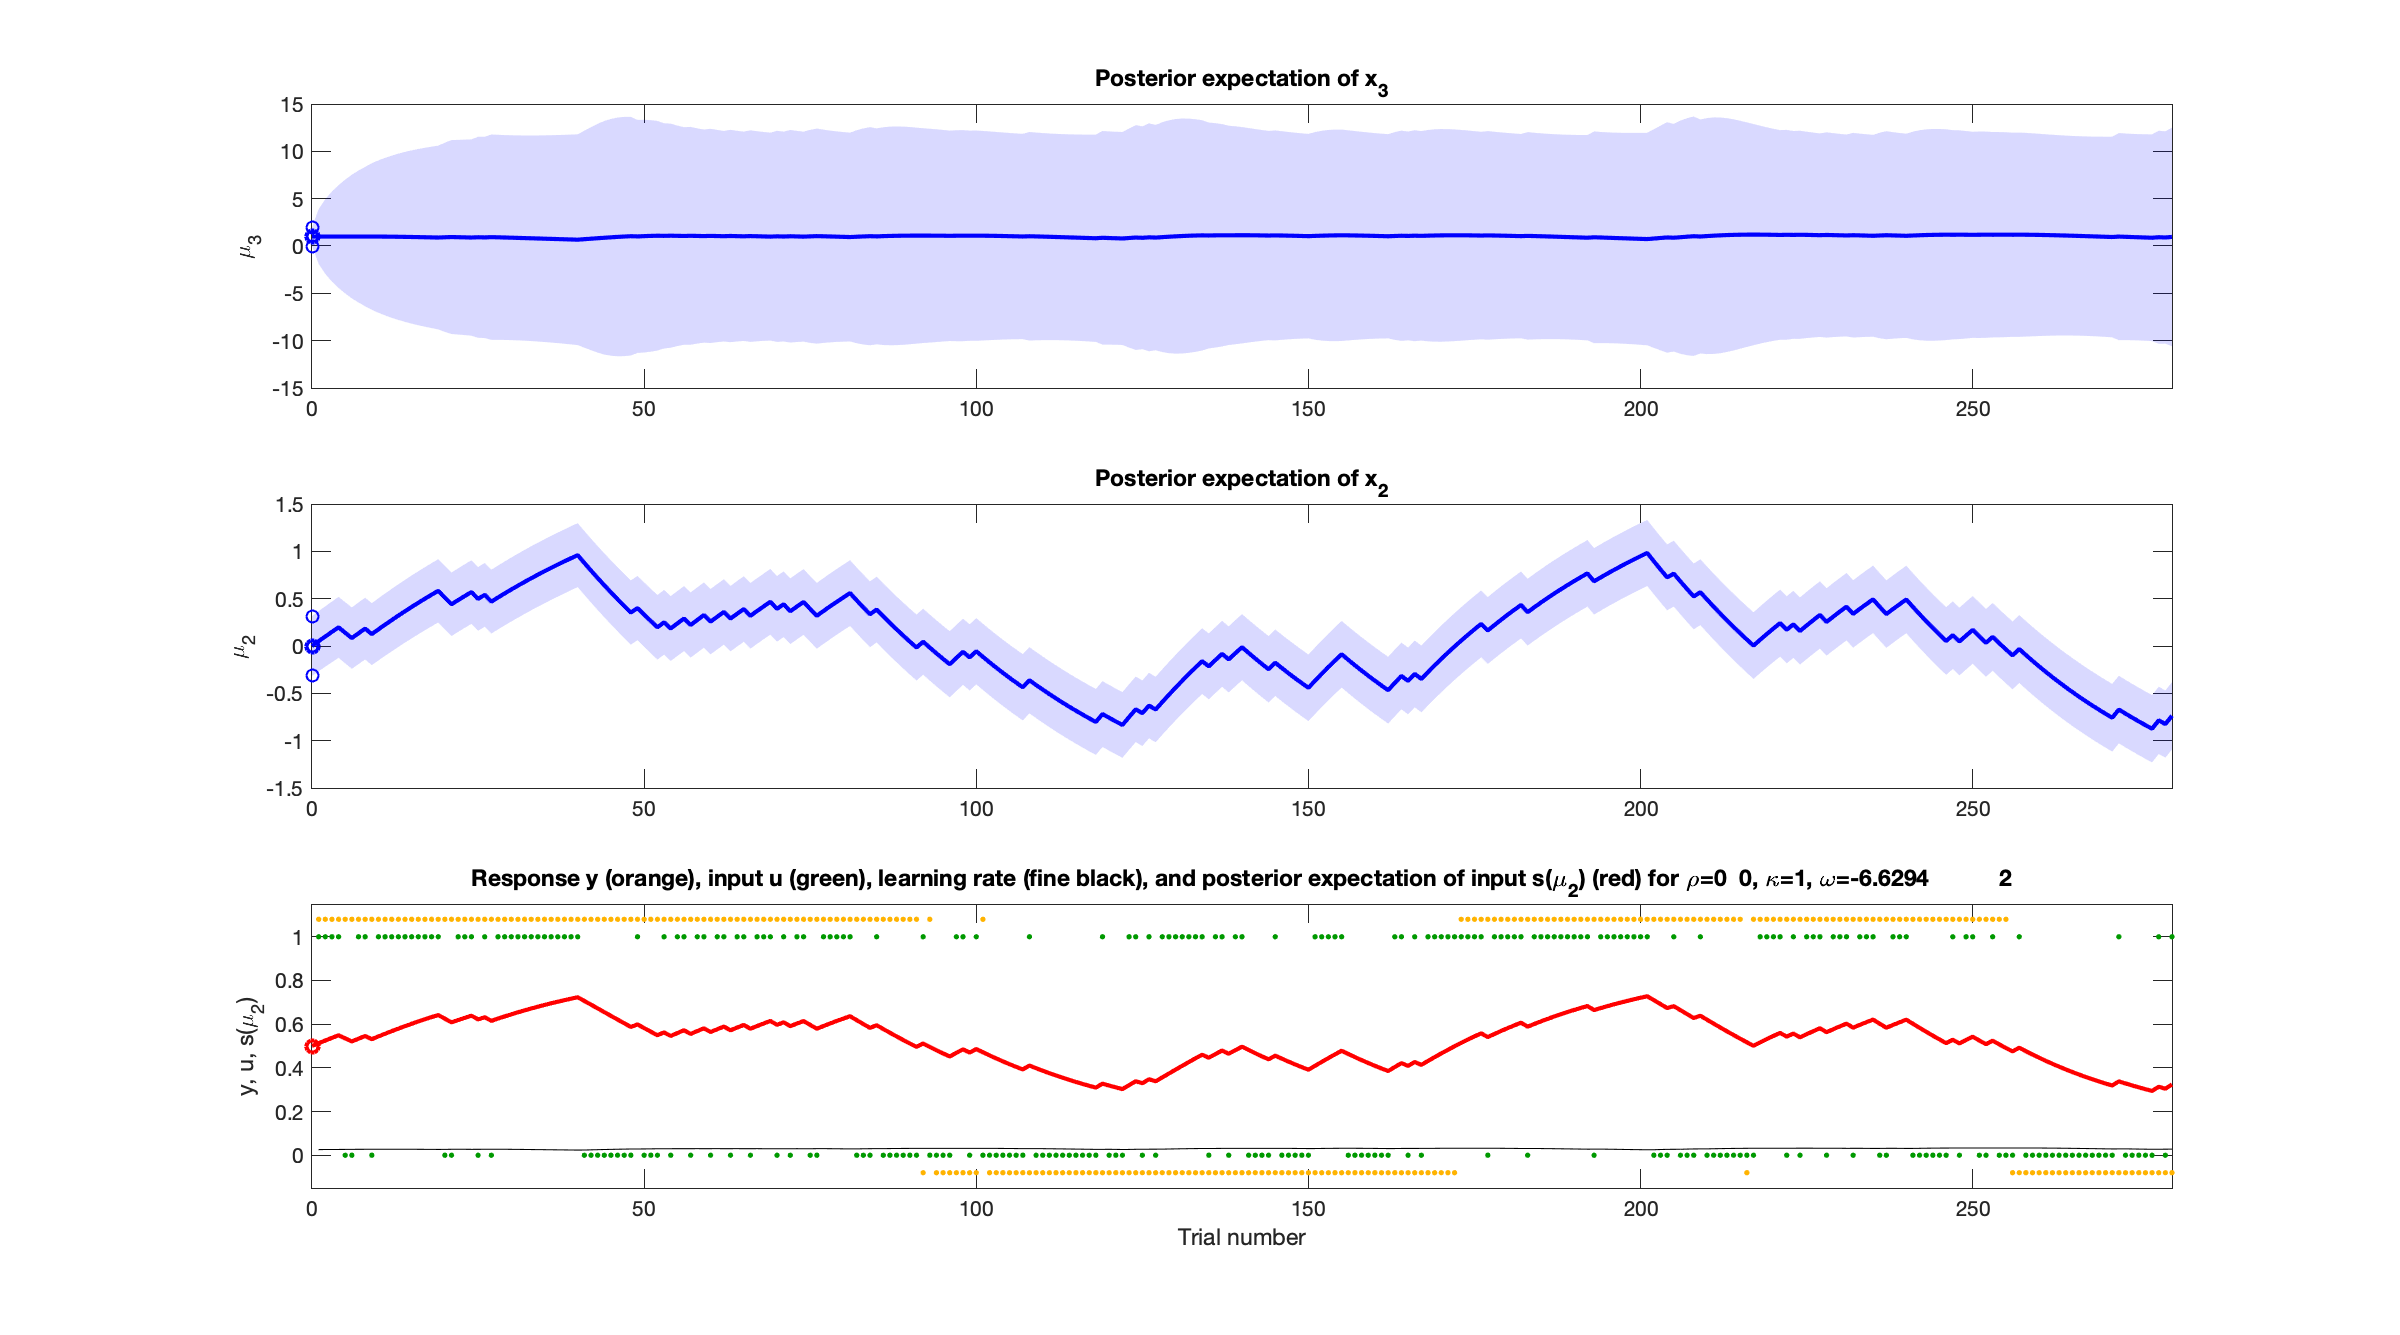 Posterior expectation of x₃
15
10
5
0
-5
-10
-15
μ₃
0 50 100 150 200 250
Posterior expectation of x₂
1.5
1
0.5
0
-0.5
-1
-1.5
μ₂
0 50 100 150 200 250
Response y (orange), input u (green), learning rate (fine black), and posterior expectation of input s(μ₂) (red) for ρ=0 0, κ=1, ω=-6.6294 2
1
0.8
0.6
0.4
0.2
0
y, u, s(μ₂)
0 50 100 150 200 250
Trial number